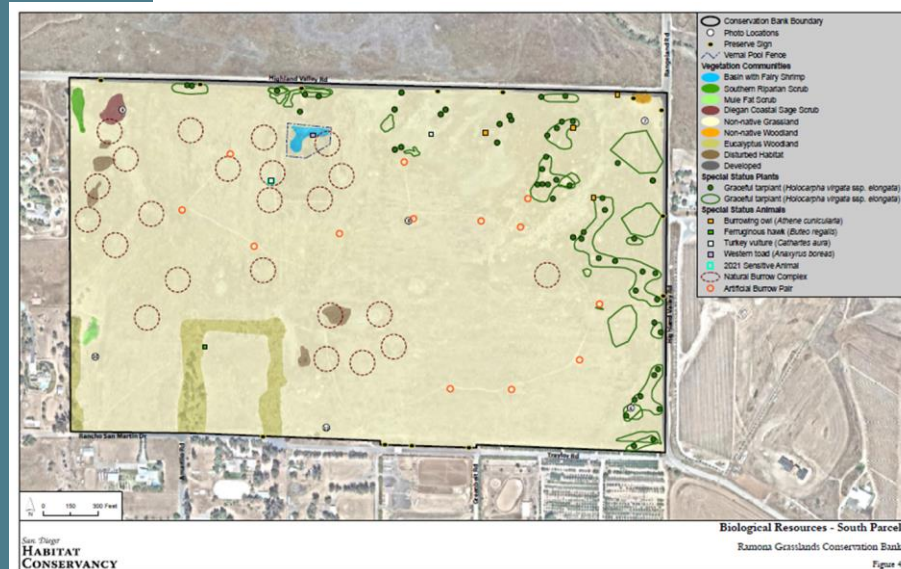 Conservation Bank Boundary
Photo Locations
Preserve Sign
Vernal Pool Fence
Vegetation Communities
Basin with Fairy Shrimp
Southern Riparian Scrub
Mule Fat Scrub
Diegan Coastal Sage Scrub
Non-native Grassland
Non-native Woodland
Eucalyptus Woodland
Disturbed Habitat
Developed
Special Status Plants
Graceful tarplant (Holocarpha virgata ssp. elongata)
Graceful tarplant (Holocarpha virgata ssp. elongata)
Special Status Animals
Burrowing owl (Athene cunicularia)
Ferruginous hawk (Buteo regalis)
Turkey vulture (Cathartes aura)
Western toad (Anaxyrus boreas)
2021 Sensitive Animal
Natural Burrow Complex
Artificial Burrow Pair
Highland Valley Rd
Rangeland Rd
Highland Valley Rd
Rancho San Martin Dr
Traylor Rd
N
0 150 300 Feet
Biological Resources - South Parcel
Ramona Grasslands Conservation Bank
Figure 4
San Diego
HABITAT
CONSERVANCY